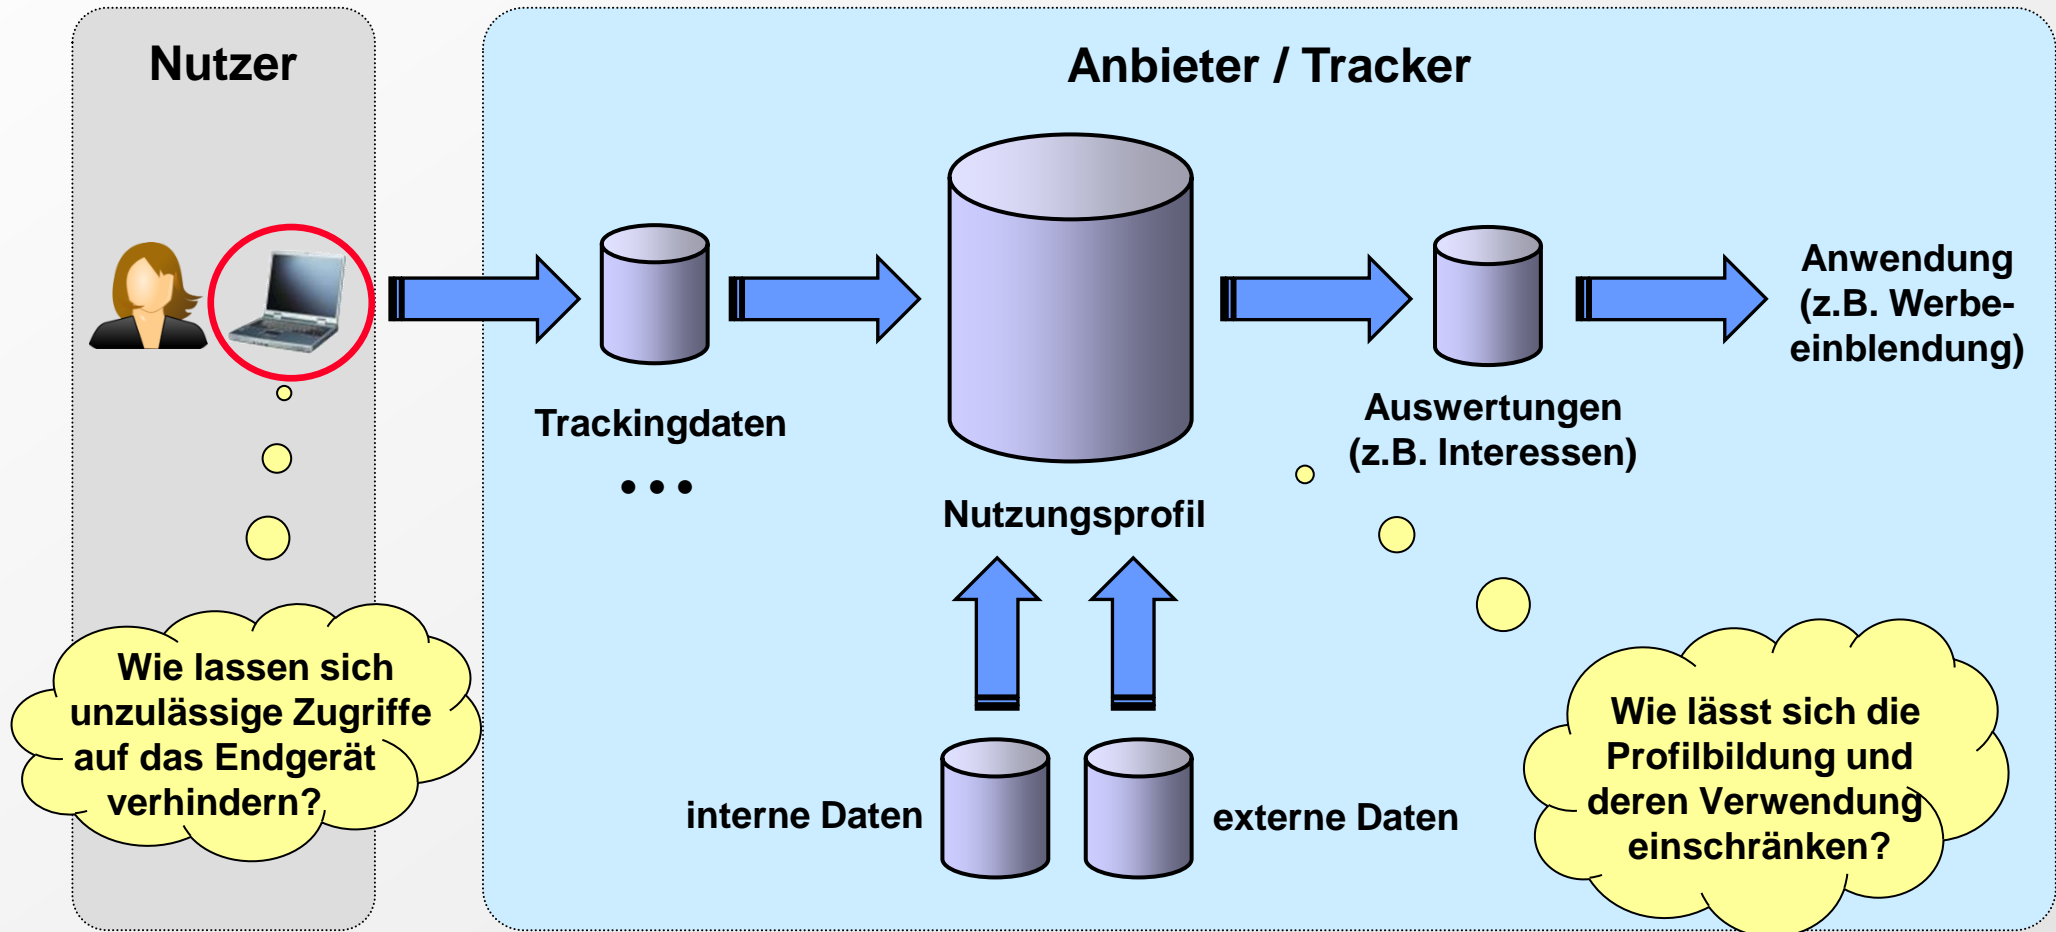 Nutzer
Anbieter / Tracker
Trackingdaten
...
Nutzungsprofil
Auswertungen
(z.B. Interessen)
Anwendung
(z.B. Werbe-
einblendung)
interne Daten
externe Daten
Wie lassen sich
unzulässige Zugriffe
auf das Endgerät
verhindern?
Wie lässt sich die
Profilbildung und
deren Verwendung
einschränken?